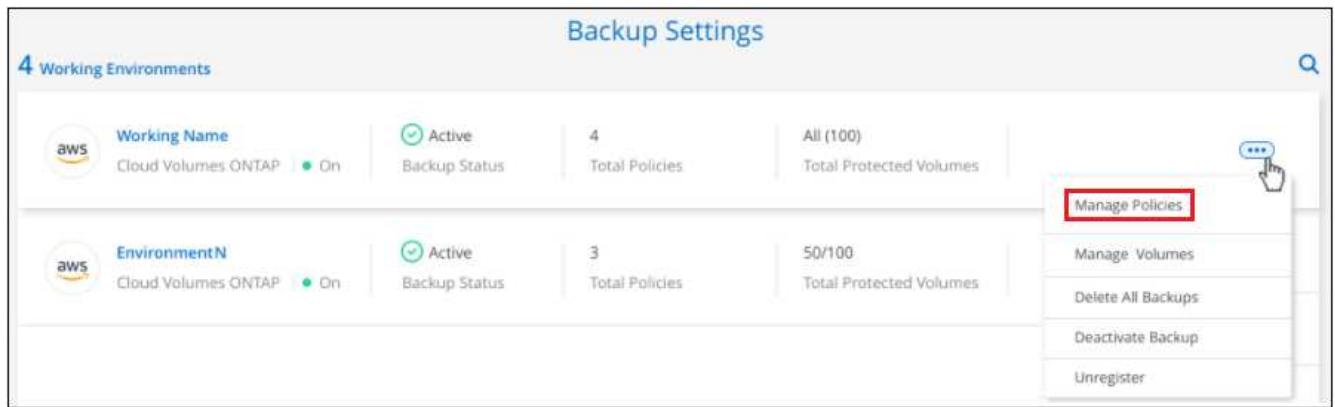 Backup Settings
4 Working Environments
aws
Working Name
Cloud Volumes ONTAP
On
Active
Backup Status
4
Total Policies
All (100)
Total Protected Volumes
Manage Policies
Manage Volumes
Delete All Backups
Deactivate Backup
Unregister
aws
EnvironmentN
Cloud Volumes ONTAP
On
Active
Backup Status
3
Total Policies
50/100
Total Protected Volumes